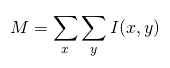 M = ∑_x ∑_y I(x, y)